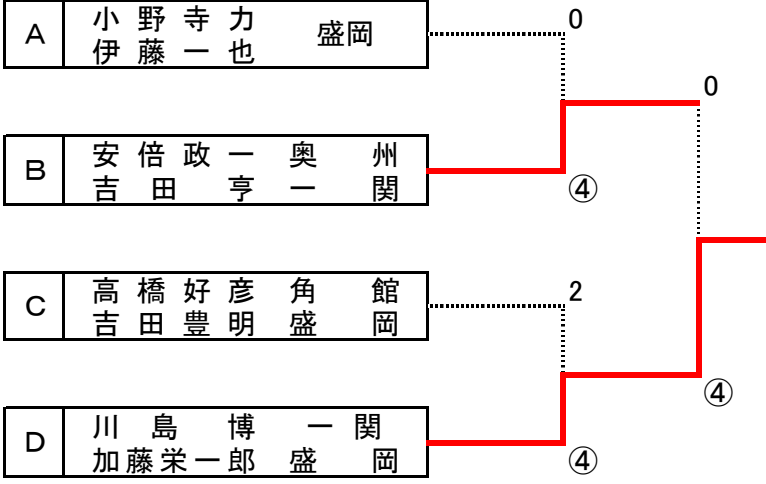 A 小野寺力 盛岡
伊藤一也
0
0
B 安倍政一 奥州
吉田亨 一関
④
C 高橋好彦 角館
吉田豊明 盛岡
2
④
D 川島博 一関
加藤栄一郎 盛岡
④